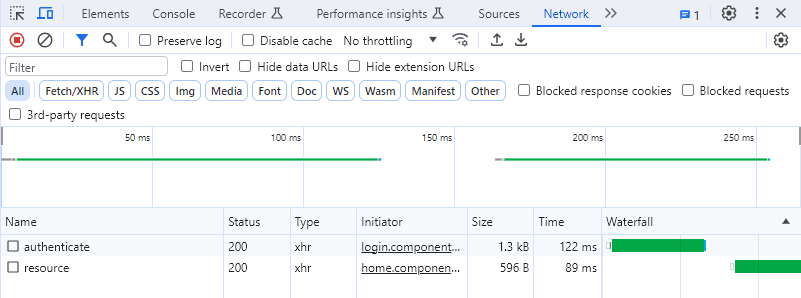 Elements Console Recorder Performance insights Sources Network 1
Preserve log Disable cache No throttling
Filter Invert Hide data URLs Hide extension URLs
All Fetch/XHR JS CSS Img Media Font Doc WS Wasm Manifest Other Blocked response cookies Blocked requests
3rd-party requests
50 ms 100 ms 150 ms 200 ms 250 ms
Name Status Type Initiator Size Time Waterfall
authenticate 200 xhr login.component... 1.3 kB 122 ms
resource 200 xhr home.componen... 596 B 89 ms